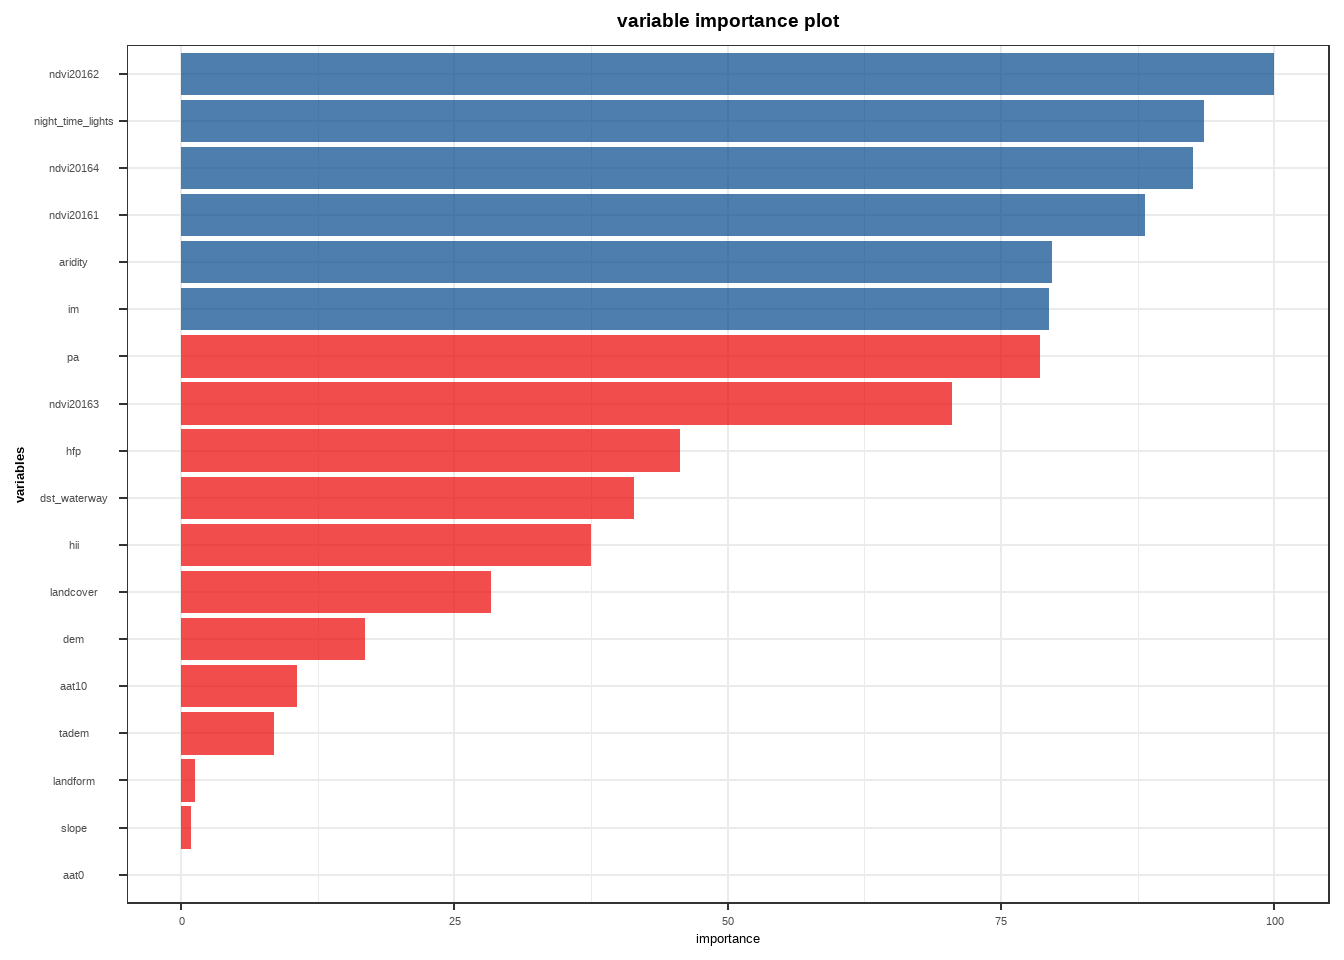 variable importance plot
ndvi20162
night_time_lights
ndvi20164
ndvi20161
aridity
im
pa
ndvi20163
hfp
dst_waterway
hii
landcover
dem
aat10
tadem
landform
slope
aat0
variables
0 25 50 75 100
importance